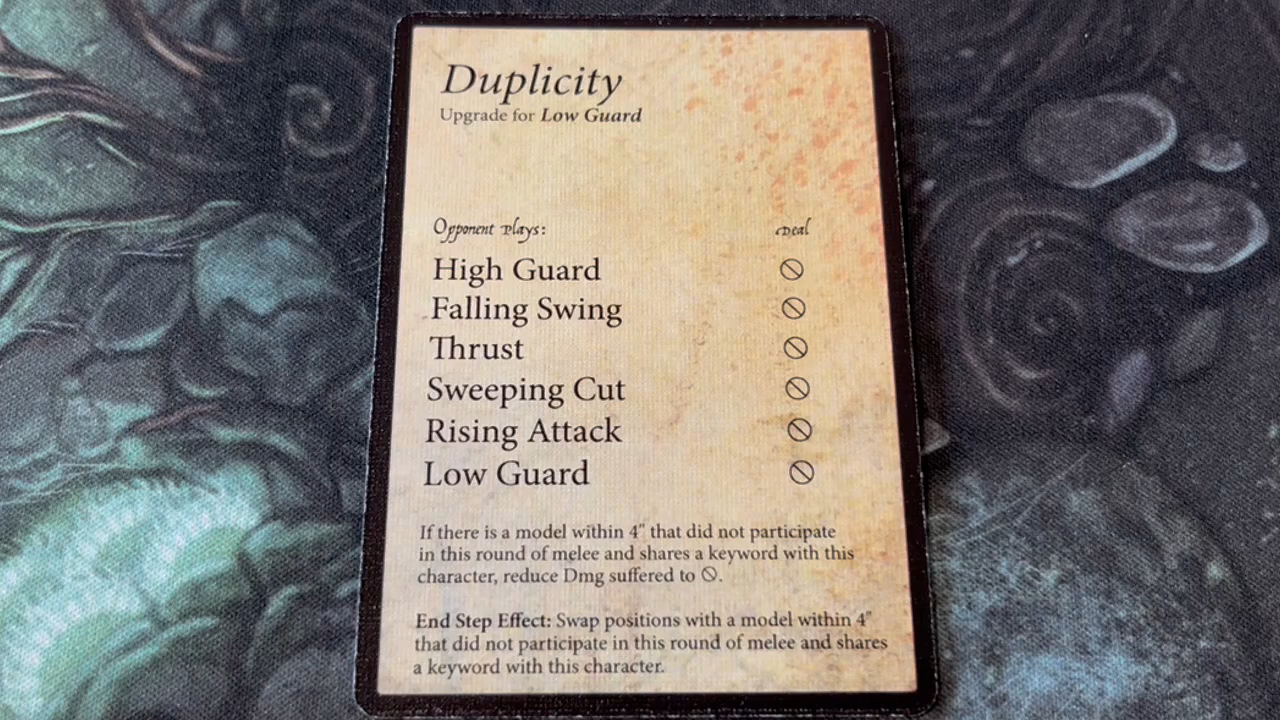 Duplicity
Upgrade for Low Guard
Opponent Plays: Deal
High Guard ⃠
Falling Swing ⃠
Thrust ⃠
Sweeping Cut ⃠
Rising Attack ⃠
Low Guard ⃠
If there is a model within 4" that did not participate
in this round of melee and shares a keyword with this
character, reduce Dmg suffered to ⃠.
End Step Effect: Swap positions with a model within 4"
that did not participate in this round of melee and shares
a keyword with this character.